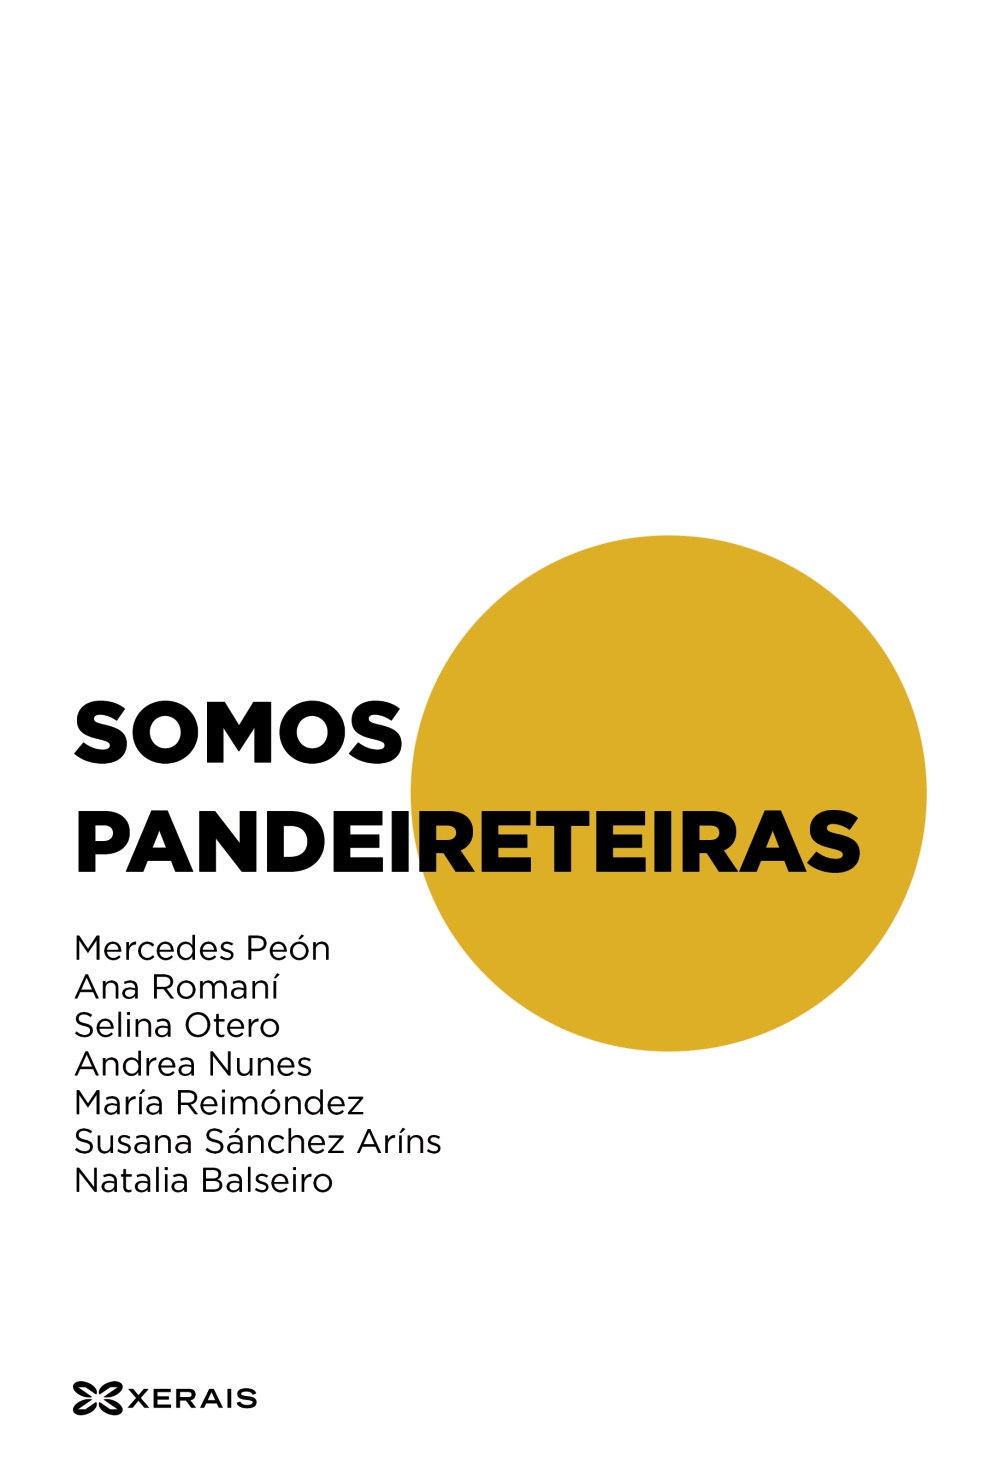 SOMOS
PANDEIRETEIRAS
Mercedes Peón
Ana Romaní
Selina Otero
Andrea Nunes
María Reimóndez
Susana Sánchez Aríns
Natalia Balseiro
XERAIS